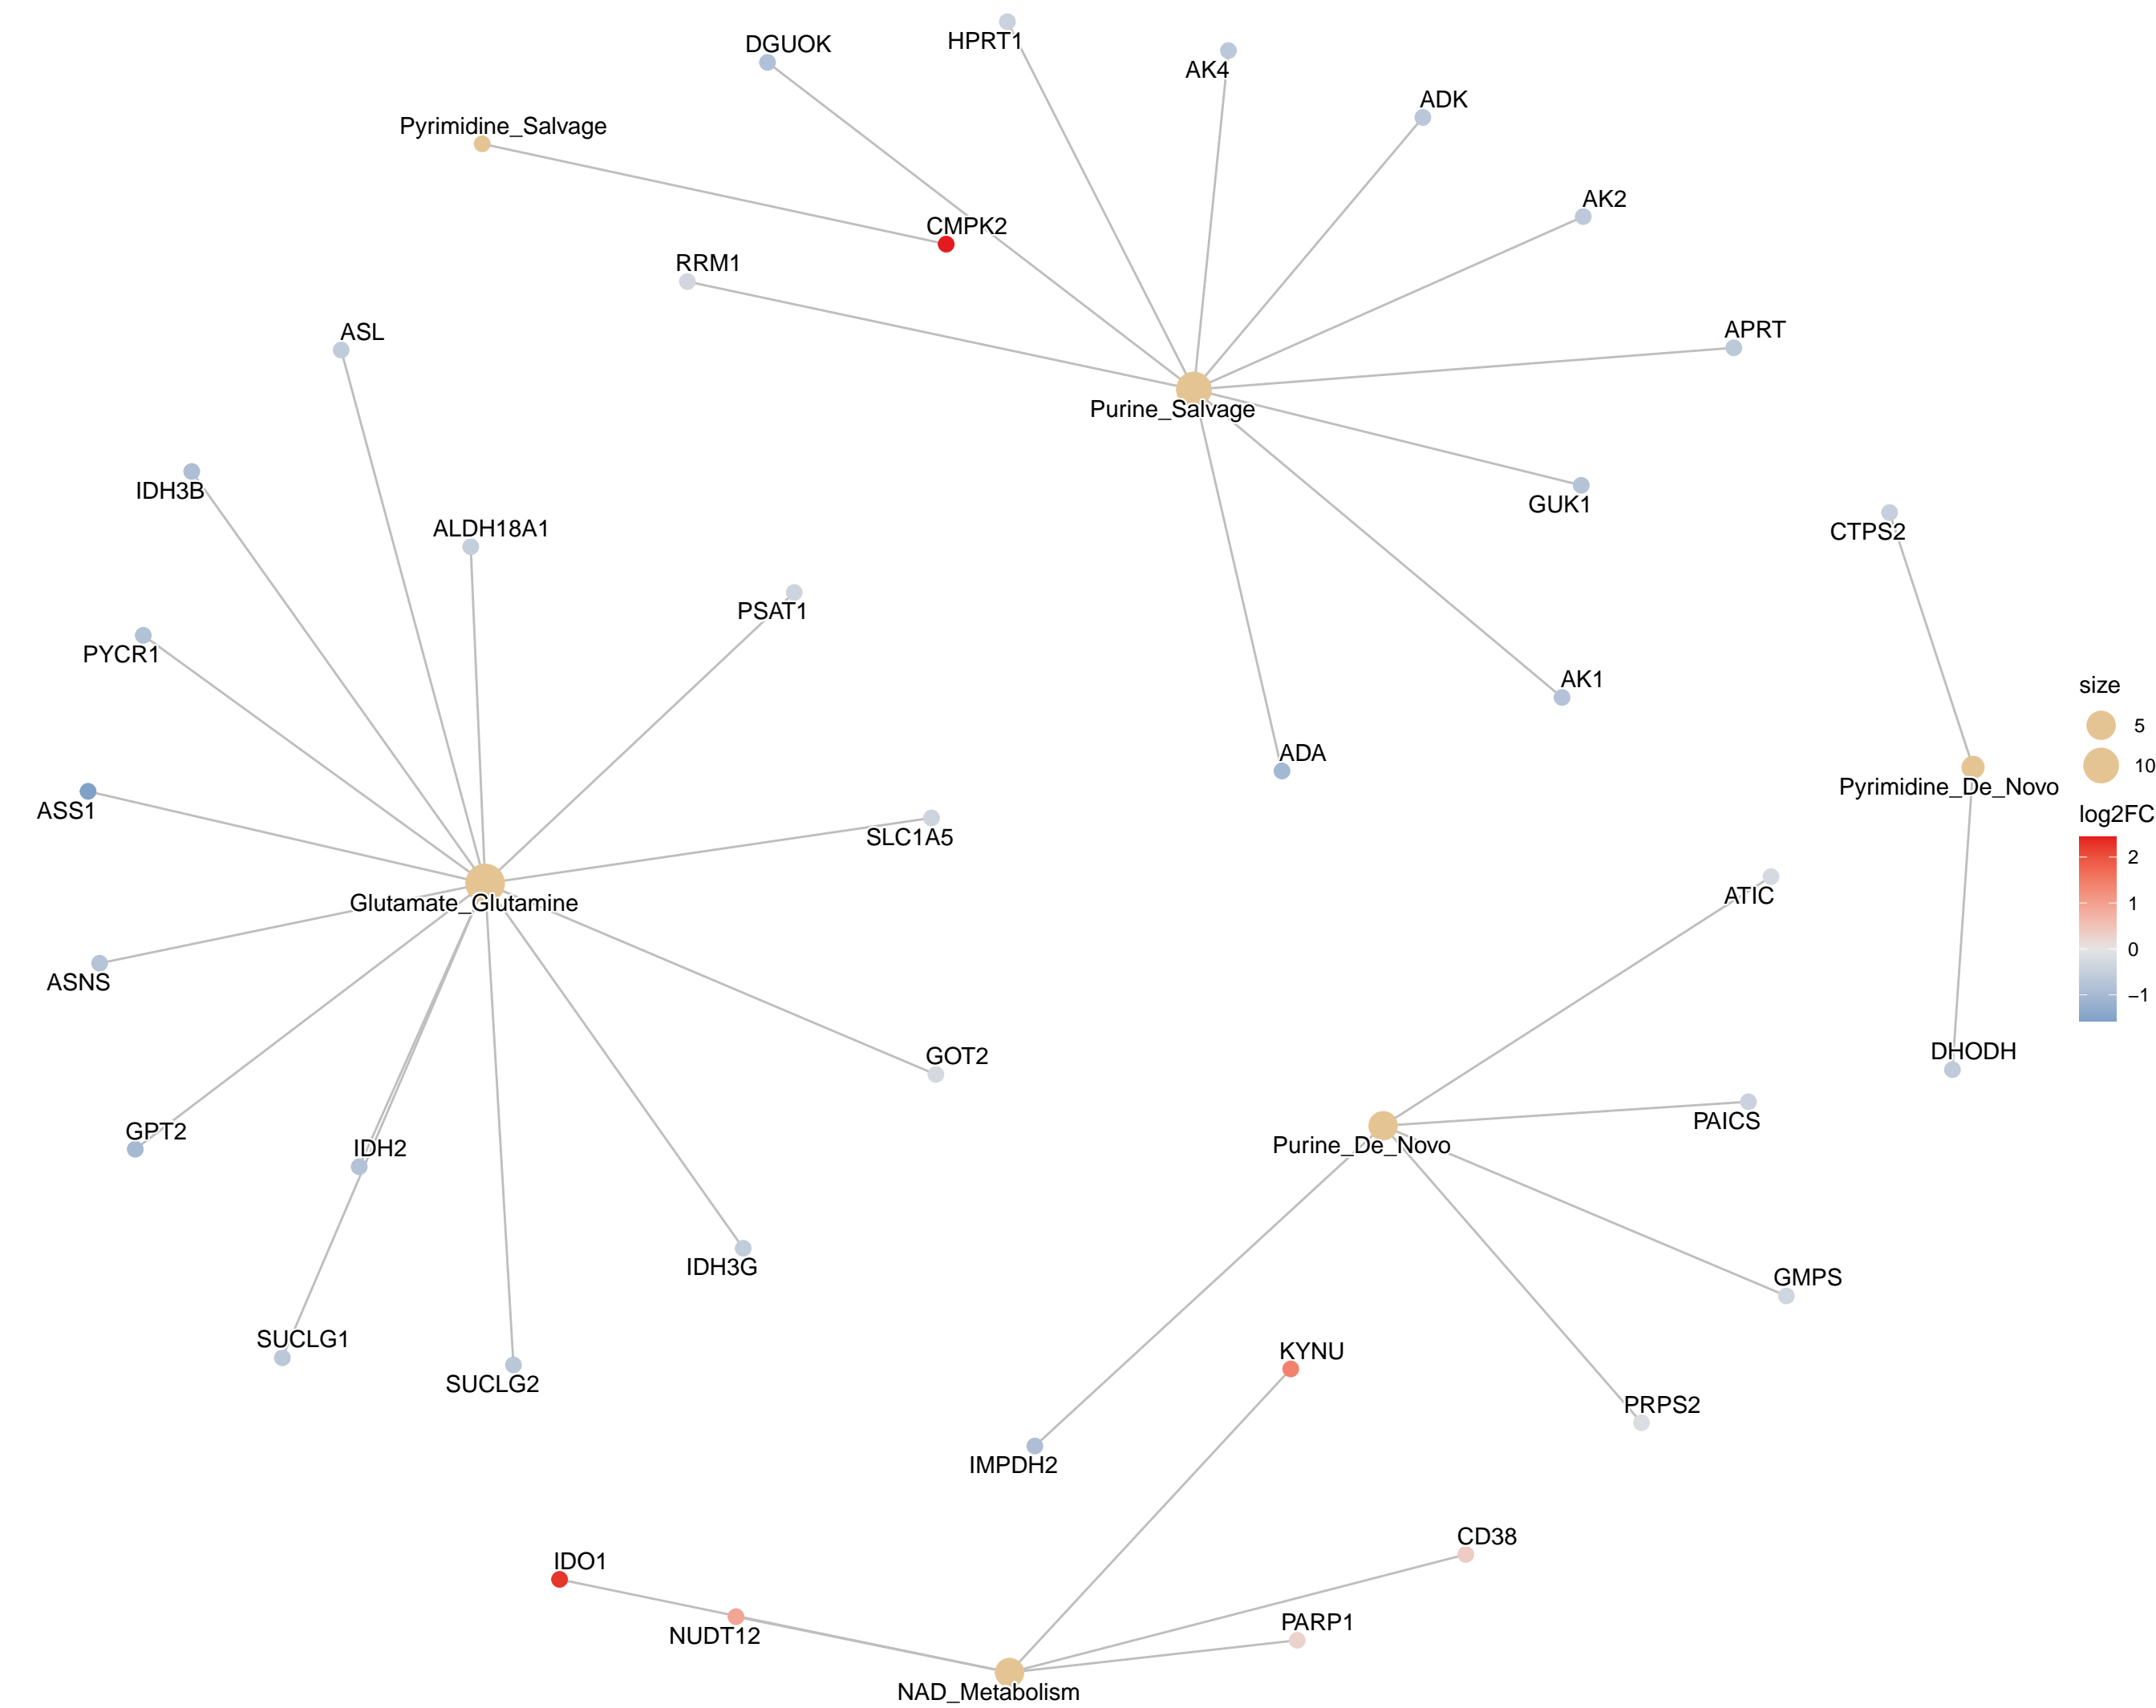 HPRT1
DGUOK
AK4
ADK
Pyrimidine_Salvage
AK2
CMPK2
RRM1
APRT
ASL
Purine_Salvage
IDH3B
GUK1
ALDH18A1
CTPS2
PSAT1
PYCR1
AK1
size
5
ADA
10
Pyrimidine_De_Novo
ASS1
log2FC
SLC1A5
2
ATIC
Glutamate_Glutamine
1
0
ASNS
−1
DHODH
GOT2
PAICS
GPT2
Purine_De_Novo
IDH2
IDH3G
GMPS
SUCLG1
KYNU
SUCLG2
PRPS2
IMPDH2
CD38
IDO1
PARP1
NUDT12
NAD_Metabolism